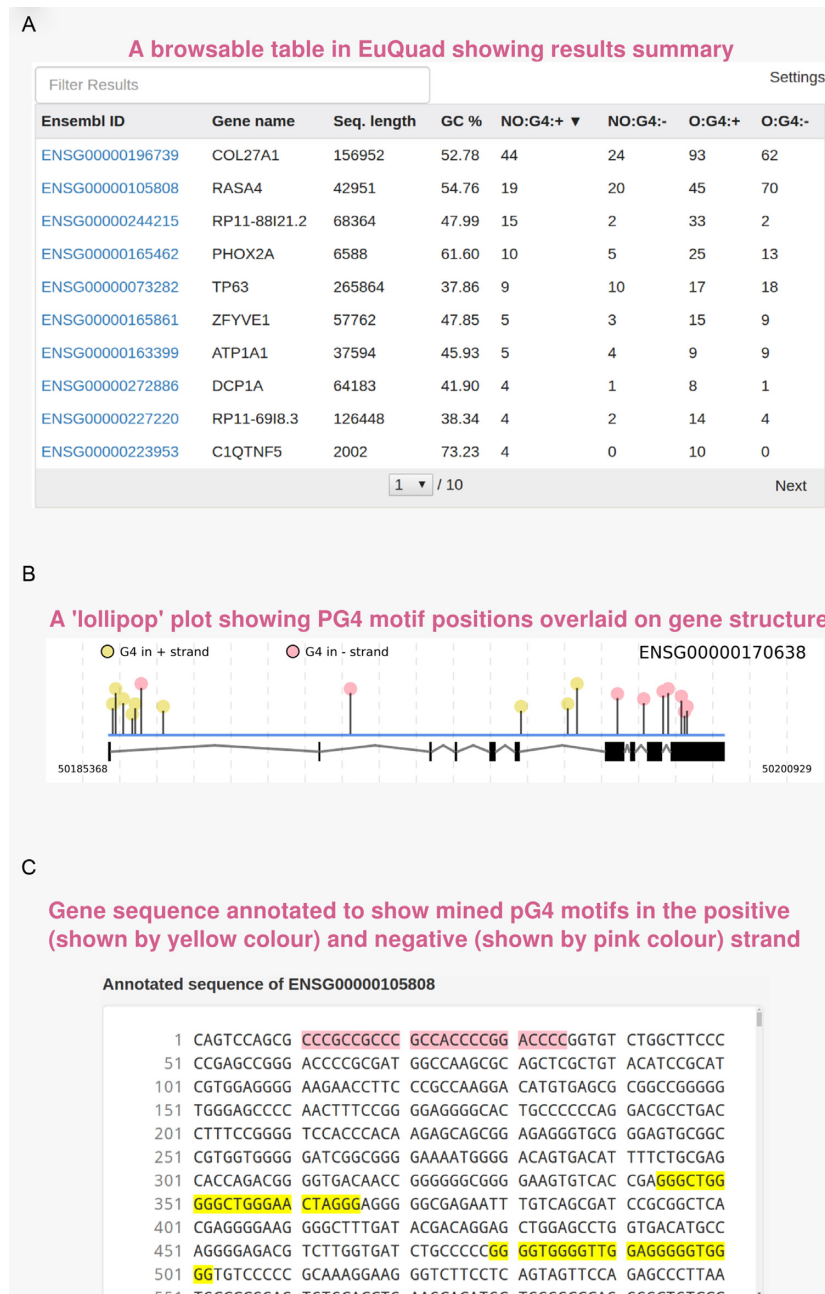 A
A browsable table in EuQuad showing results summary
Filter Results
Settings
Ensembl ID Gene name Seq. length GC % NO:G4:+ ▼ NO:G4:- O:G4:+ O:G4:-
ENSG00000196739 COL27A1 156952 52.78 44 24 93 62
ENSG00000105808 RASA4 42951 54.76 19 20 45 70
ENSG00000244215 RP11-88I21.2 68364 47.99 15 2 33 2
ENSG00000165462 PHOX2A 6588 61.60 10 5 25 13
ENSG00000073282 TP63 265864 37.86 9 10 17 18
ENSG00000165861 ZFYVE1 57762 47.85 5 3 15 9
ENSG00000163399 ATP1A1 37594 45.93 5 4 9 9
ENSG00000272886 DCP1A 64183 41.90 4 1 8 1
ENSG00000227220 RP11-69I8.3 126448 38.34 4 2 14 4
ENSG00000223953 C1QTNF5 2002 73.23 4 0 10 0
1 ▼ / 10 Next
B
A 'lollipop' plot showing PG4 motif positions overlaid on gene structure
G4 in + strand G4 in - strand ENSG00000170638
50185368 50200929
C
Gene sequence annotated to show mined pG4 motifs in the positive
(shown by yellow colour) and negative (shown by pink colour) strand
Annotated sequence of ENSG00000105808
1 CAGTCCAGCG CCCGCCGCCC GCCACCCCGG ACCCCGGTGT CTGGCTTCCC
51 CCGAGCCGGG ACCCCGCGAT GGCCAAGCGC AGCTCGCTGT ACATCCGCAT
101 CGTGGAGGGG AAGAACCTTC CCGCCAAGGA CATGTGAGCG CGGCCGGGGG
151 TGGGAGCCCC AACTTTCCGG GGAGGGGCAC TGCCCCCCAG GACGCCTGAC
201 CTTTCCGGGG TCCACCCACA AGAGCAGCGG AGAGGGTGCG GGAGTGCGGC
251 CGTGGTGGGG GATCGGCGGG GAAAATGGGG ACAGTGACAT TTTCTGCGAG
301 CACCAGACGG GGTGACAACC GGGGGGCGGG GAAGTGTCAC CCGAGGGCTGG
351 GGGCTGGGAA CTAGGGAGGG GGCGAGAATT TGTCAGCGAT CCGCGGCTCA
401 CGAGGGGAAG GGGCTTTGAT ACGACAGGAG CTGGAGCCTG GTGACATGCC
451 AGGGGAGACG TCTTGGTGAT CTGCCCCCGG GGTGGGGTTG GAGGGGGTGG
501 GGTGTCCCCC GCAAAGGAAG GGTCTTCCTC AGTAGTTCCA GAGCCCTTAA